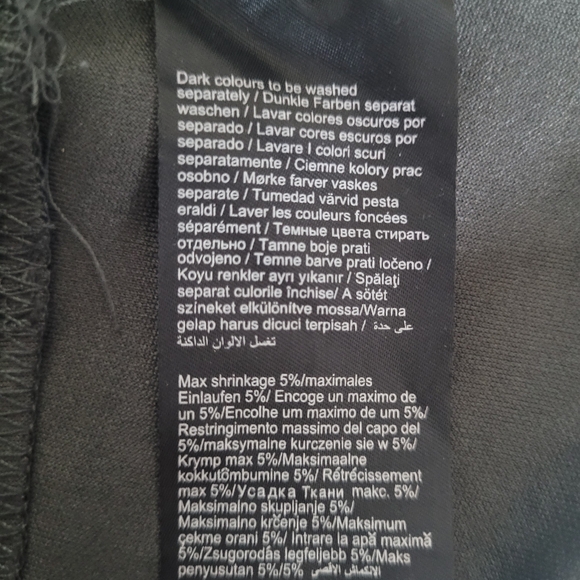 Dark colours to be washed
separately / Dunkle Farben separat
waschen / Lavar colores oscuros por
separado / Lavar cores escuros por
separado / Lavare I colori scuri
separatamente / Ciemne kolory prac
osobno / Mørke farver vaskes
separate / Tumedad värvid pesta
eraldi / Laver les couleurs foncées
séparément / Темные цвета стирать
отдельно / Tamne boje prati
odvojeno / Temne barve prati ločeno /
Koyu renkler ayrı yıkanır / Spălaţi
separat culorile închise/ A sötét
színeket elkülönítve mossa/Warna
gelap harus dicuci terpisah / على حدة
تغسل الالوان الداكنة
Max shrinkage 5%/maximales
Einlaufen 5%/ Encoge un maximo de
un 5%/Encolhe um maximo de um 5%/
Restringimento massimo del capo del
5%/maksymalne kurczenie sie w 5%/
Krymp max 5%/Maksimaalne
kokkutõmbumine 5%/ Rétrécissement
max 5%/Усадка Ткани макс. 5%/
Maksimalno skupljanje 5%/
Maksimalno krčenje 5%/Maksimum
çekme orani 5%/ Intrare la apă maximă
5%/Zsugorodás legfeljebb 5%/Maks
penyusutan 5%/5% الانكماش الأقصى